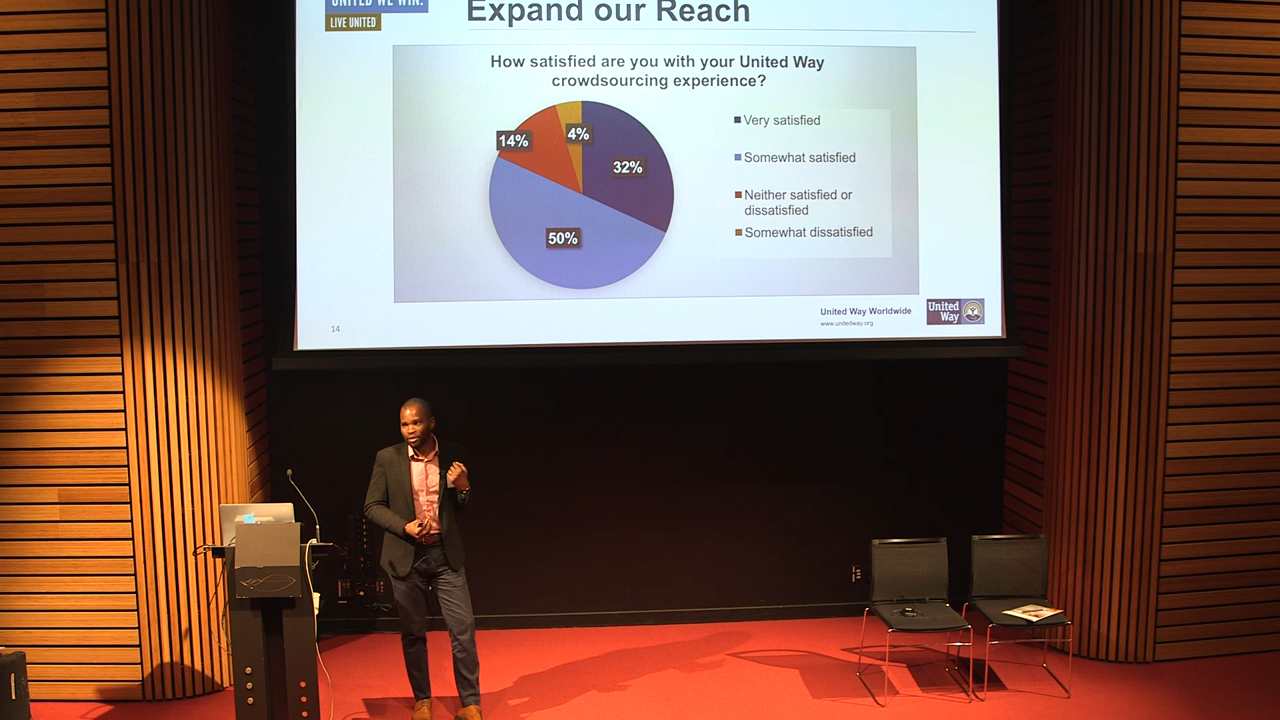 UNITED WE WIN.
LIVE UNITED
Expand our Reach
How satisfied are you with your United Way
crowdsourcing experience?
14%
4%
32%
50%
Very satisfied
Somewhat satisfied
Neither satisfied or
dissatisfied
Somewhat dissatisfied
14
United Way Worldwide
www.unitedway.org
United
Way